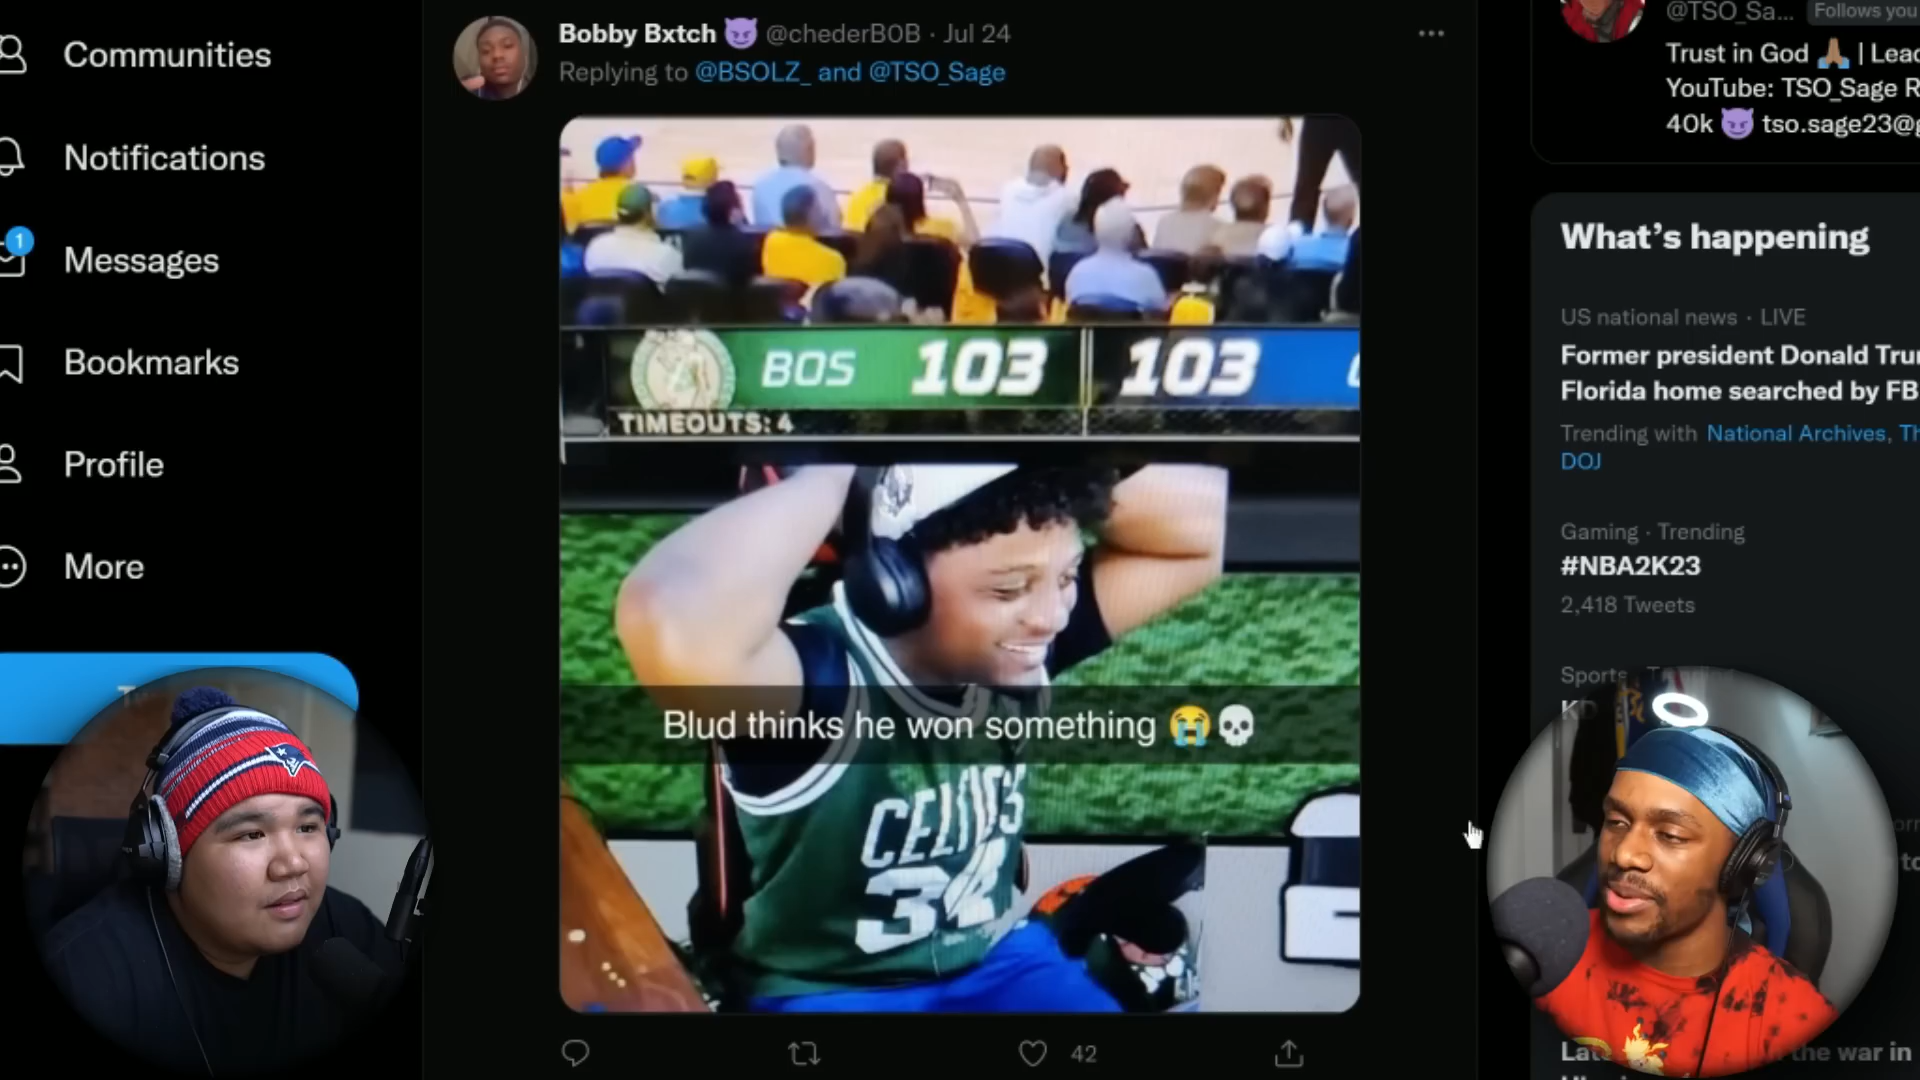 Communities
Notifications
1
Messages
Bookmarks
Profile
More
Bobby Bxtch 😈 @chederBOB · Jul 24
Replying to @BSOLZ_ and @TSO_Sage
BOS 103 103
TIMEOUTS: 4
Blud thinks he won something 😭💀
CELTICS
42
@TSO_Sa... Follows you
Trust in God 🙏🏽 | Lead
YouTube: TSO_Sage R
40k 😈 tso.sage23@g
What's happening
US national news · LIVE
Former president Donald Trum
Florida home searched by FB
Trending with National Archives, Th
DOJ
Gaming · Trending
#NBA2K23
2,418 Tweets
Sports
KD
the war in